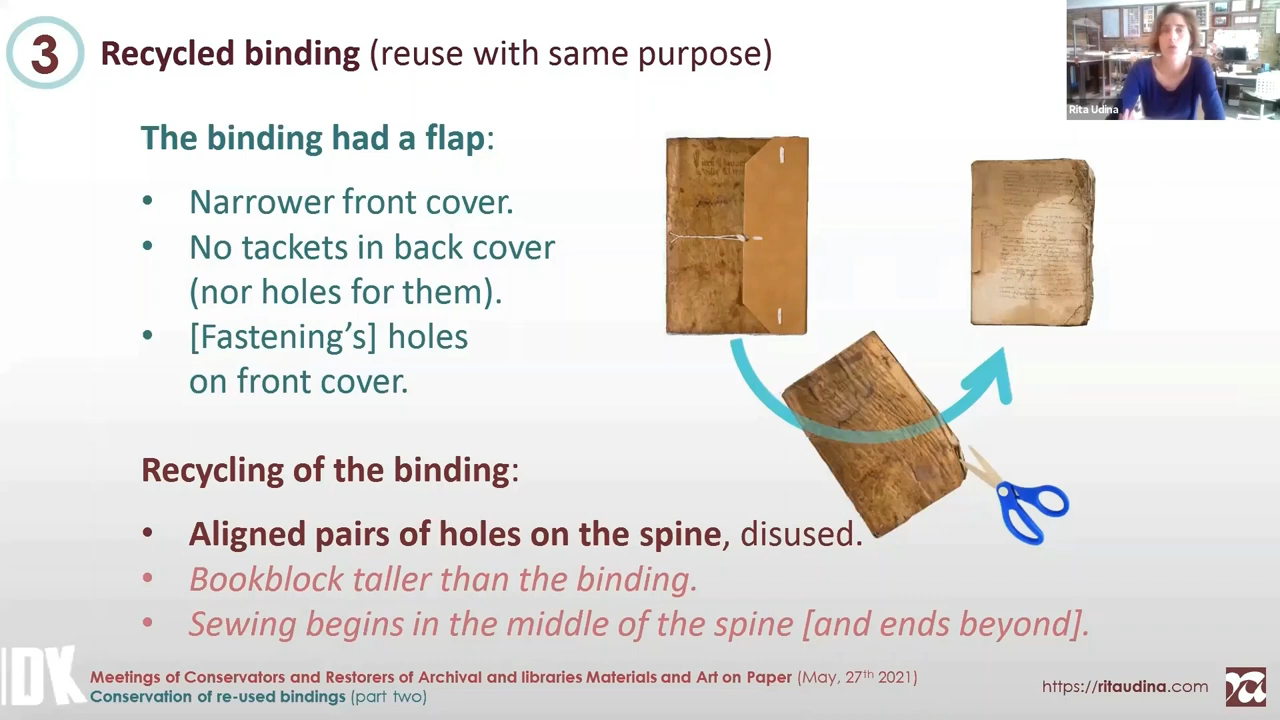 3 Recycled binding (reuse with same purpose)
Rita Udina
The binding had a flap:
• Narrower front cover.
• No tackets in back cover
(nor holes for them).
• [Fastening’s] holes
on front cover.
Recycling of the binding:
• Aligned pairs of holes on the spine, disused.
• Bookblock taller than the binding.
• Sewing begins in the middle of the spine [and ends beyond].
IDK
Meetings of Conservators and Restorers of Archival and libraries Materials and Art on Paper (May, 27th 2021)
Conservation of re-used bindings (part two)
https://ritaudina.com